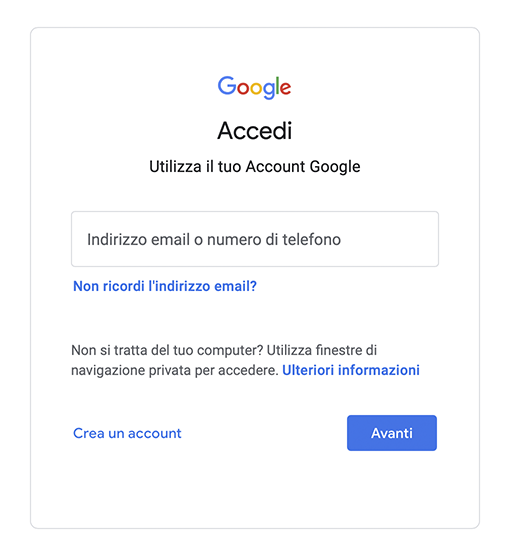 Google
Accedi
Utilizza il tuo Account Google
Indirizzo email o numero di telefono
Non ricordi l'indirizzo email?
Non si tratta del tuo computer? Utilizza finestre di
navigazione privata per accedere. Ulteriori informazioni
Crea un account
Avanti